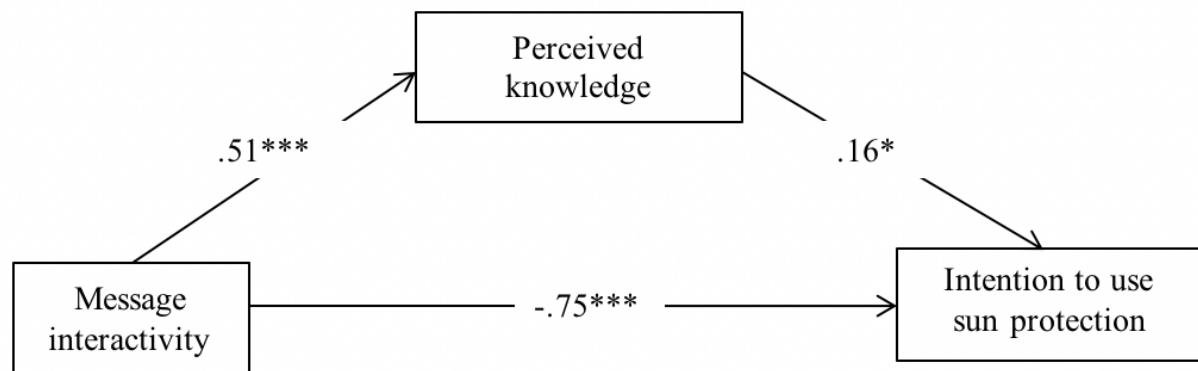 Perceived
knowledge
.51***
.16*
Message
interactivity
-.75***
Intention to use
sun protection